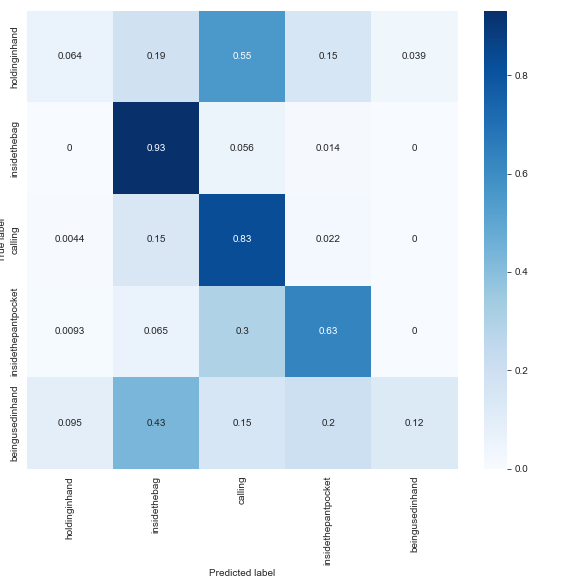 holdinginhand 0.064 0.19 0.55 0.15 0.039
insidethebag 0 0.93 0.056 0.014 0
True label
calling 0.0044 0.15 0.83 0.022 0
insidethepantpocket 0.0093 0.065 0.3 0.63 0
beingusedinhand 0.095 0.43 0.15 0.2 0.12
holdinginhand insidethebag calling insidethepantpocket beingusedinhand
Predicted label
0.8
0.6
0.4
0.2
0.0